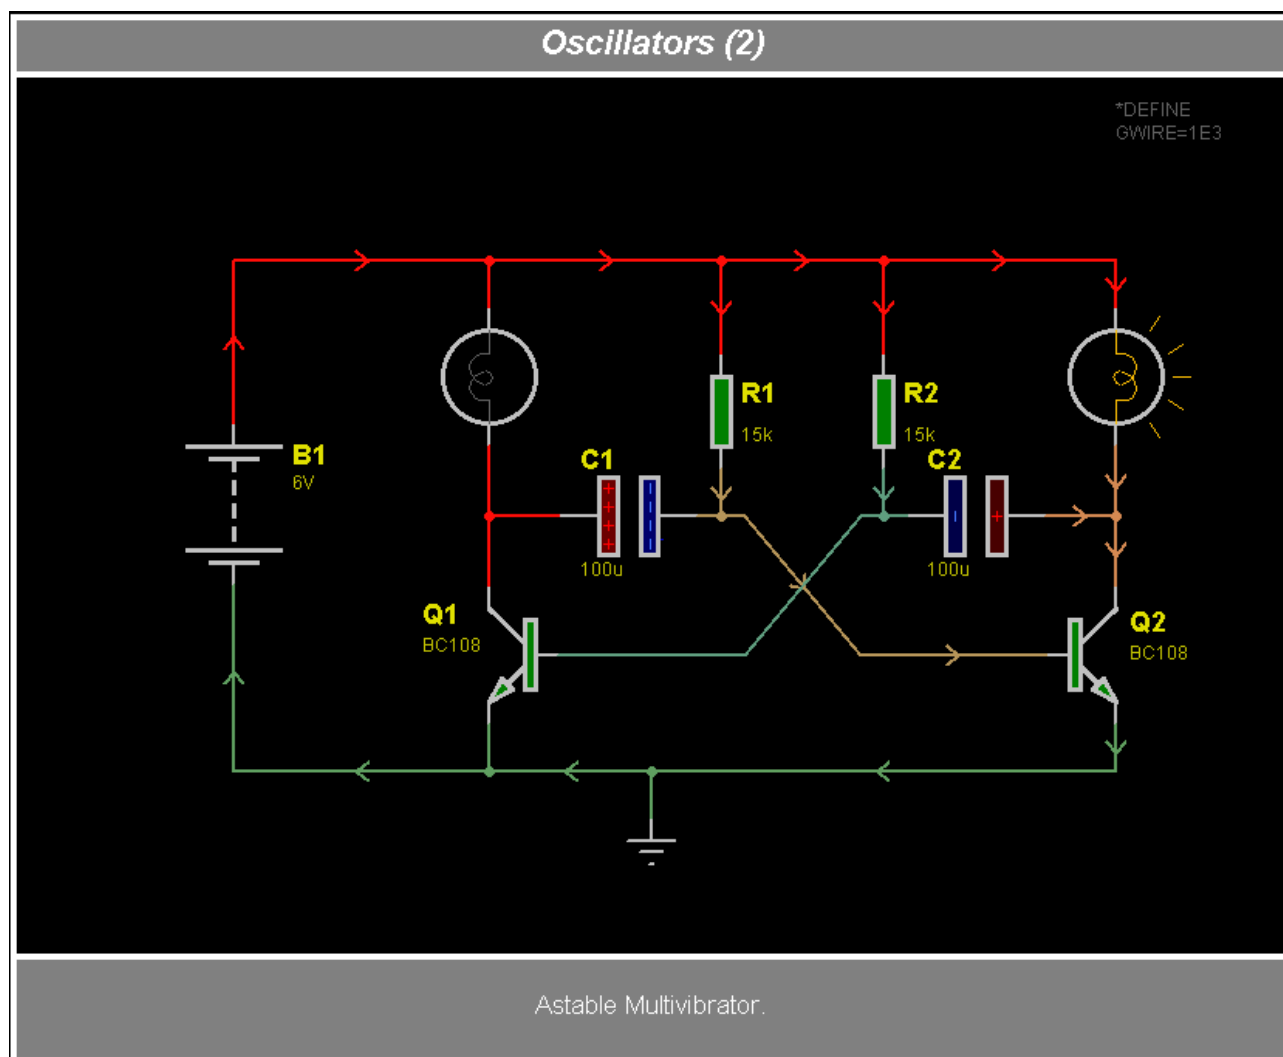 Oscillators (2)
*DEFINE
GWIRE=1E3
B1
6V
C1
100u
R1
15k
R2
15k
C2
100u
Q1
BC108
Q2
BC108
Astable Multivibrator.